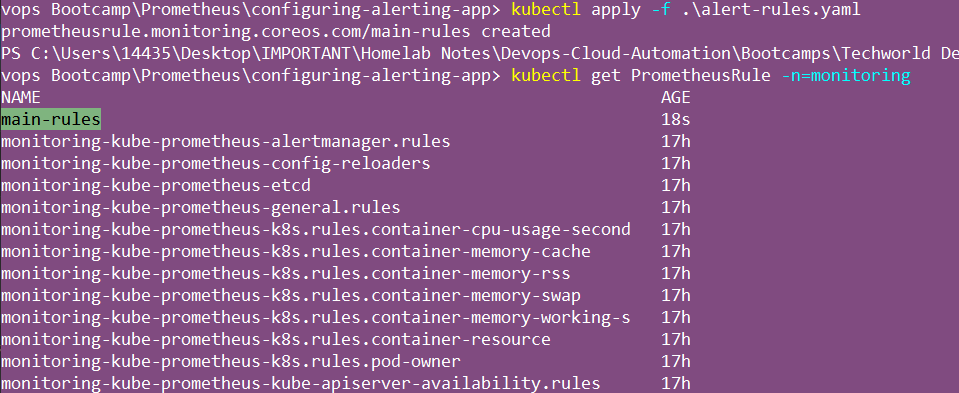 vops Bootcamp\Prometheus\configuring-alerting-app> kubectl apply -f .\alert-rules.yaml
prometheusrule.monitoring.coreos.com/main-rules created
PS C:\Users\14435\Desktop\IMPORTANT\Homelab Notes\Devops-Cloud-Automation\Bootcamps\Techworld De
vops Bootcamp\Prometheus\configuring-alerting-app> kubectl get PrometheusRule -n=monitoring
NAME AGE
main-rules 18s
monitoring-kube-prometheus-alertmanager.rules 17h
monitoring-kube-prometheus-config-reloaders 17h
monitoring-kube-prometheus-etcd 17h
monitoring-kube-prometheus-general.rules 17h
monitoring-kube-prometheus-k8s.rules.container-cpu-usage-second 17h
monitoring-kube-prometheus-k8s.rules.container-memory-cache 17h
monitoring-kube-prometheus-k8s.rules.container-memory-rss 17h
monitoring-kube-prometheus-k8s.rules.container-memory-swap 17h
monitoring-kube-prometheus-k8s.rules.container-memory-working-s 17h
monitoring-kube-prometheus-k8s.rules.container-resource 17h
monitoring-kube-prometheus-k8s.rules.pod-owner 17h
monitoring-kube-prometheus-kube-apiserver-availability.rules 17h